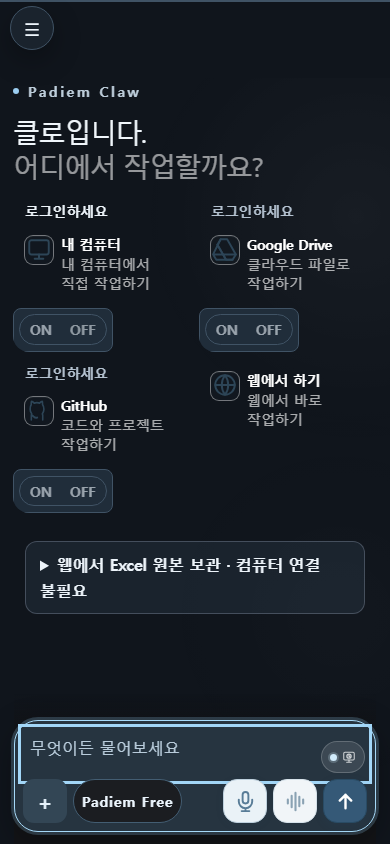 Padiem Claw
클로입니다.
어디에서 작업할까요?
로그인하세요
내 컴퓨터
내 컴퓨터에서
직접 작업하기
ON OFF
로그인하세요
Google Drive
클라우드 파일로
작업하기
ON OFF
로그인하세요
GitHub
코드와 프로젝트
작업하기
ON OFF
웹에서 하기
웹에서 바로
작업하기
▶ 웹에서 Excel 원본 보관 · 컴퓨터 연결
불필요
무엇이든 물어보세요
+ Padiem Free